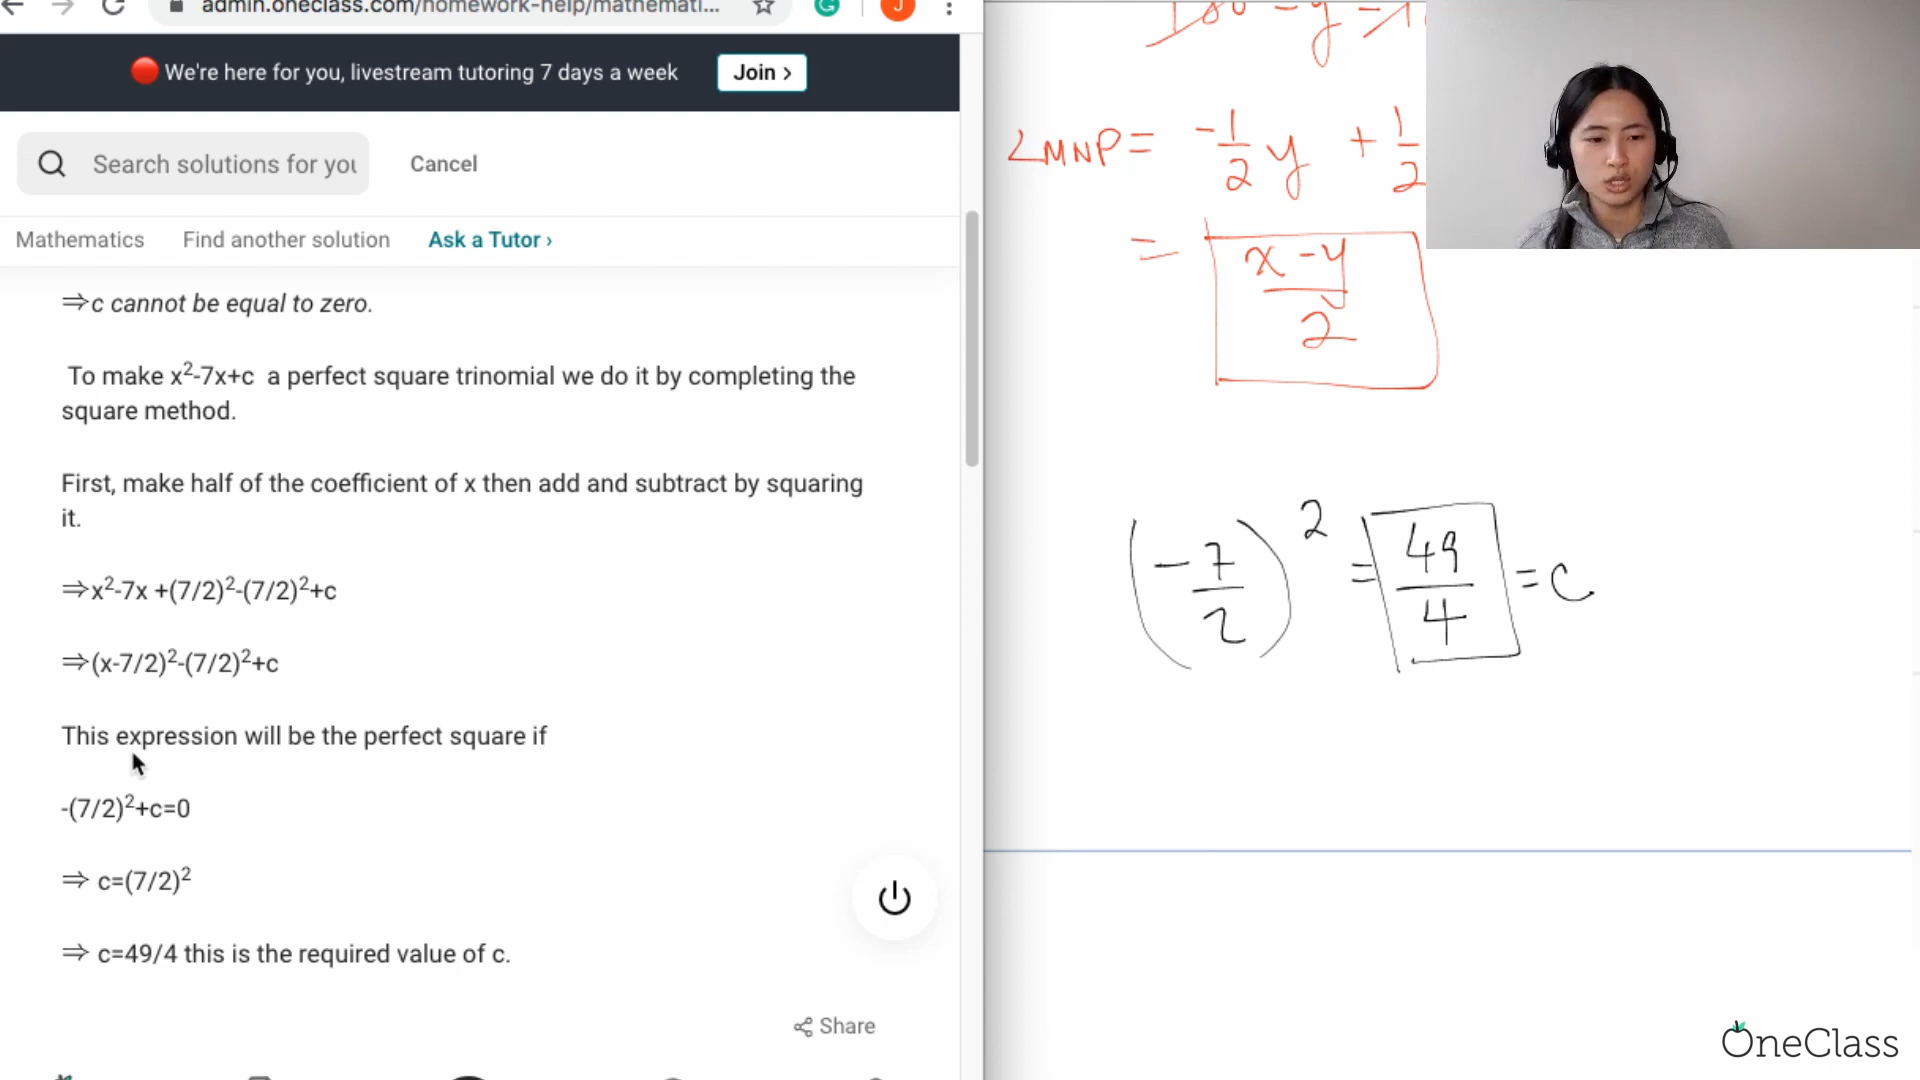 admin.oneclass.com/homework-help/mathemati...
J
We're here for you, livestream tutoring 7 days a week
Join >
Search solutions for you
Cancel
Mathematics
Find another solution
Ask a Tutor ›
⇒c cannot be equal to zero.
To make x²-7x+c a perfect square trinomial we do it by completing the
square method.
First, make half of the coefficient of x then add and subtract by squaring
it.
⇒x²-7x +(7/2)²-(7/2)²+c
⇒(x-7/2)²-(7/2)²+c
This expression will be the perfect square if
-(7/2)²+c=0
⇒ c=(7/2)²
⇒ c=49/4 this is the required value of c.
Share
∠MNP = -1/2 y + 1/2
= x-y/2
(-7/2)² = 49/4 = c
OneClass